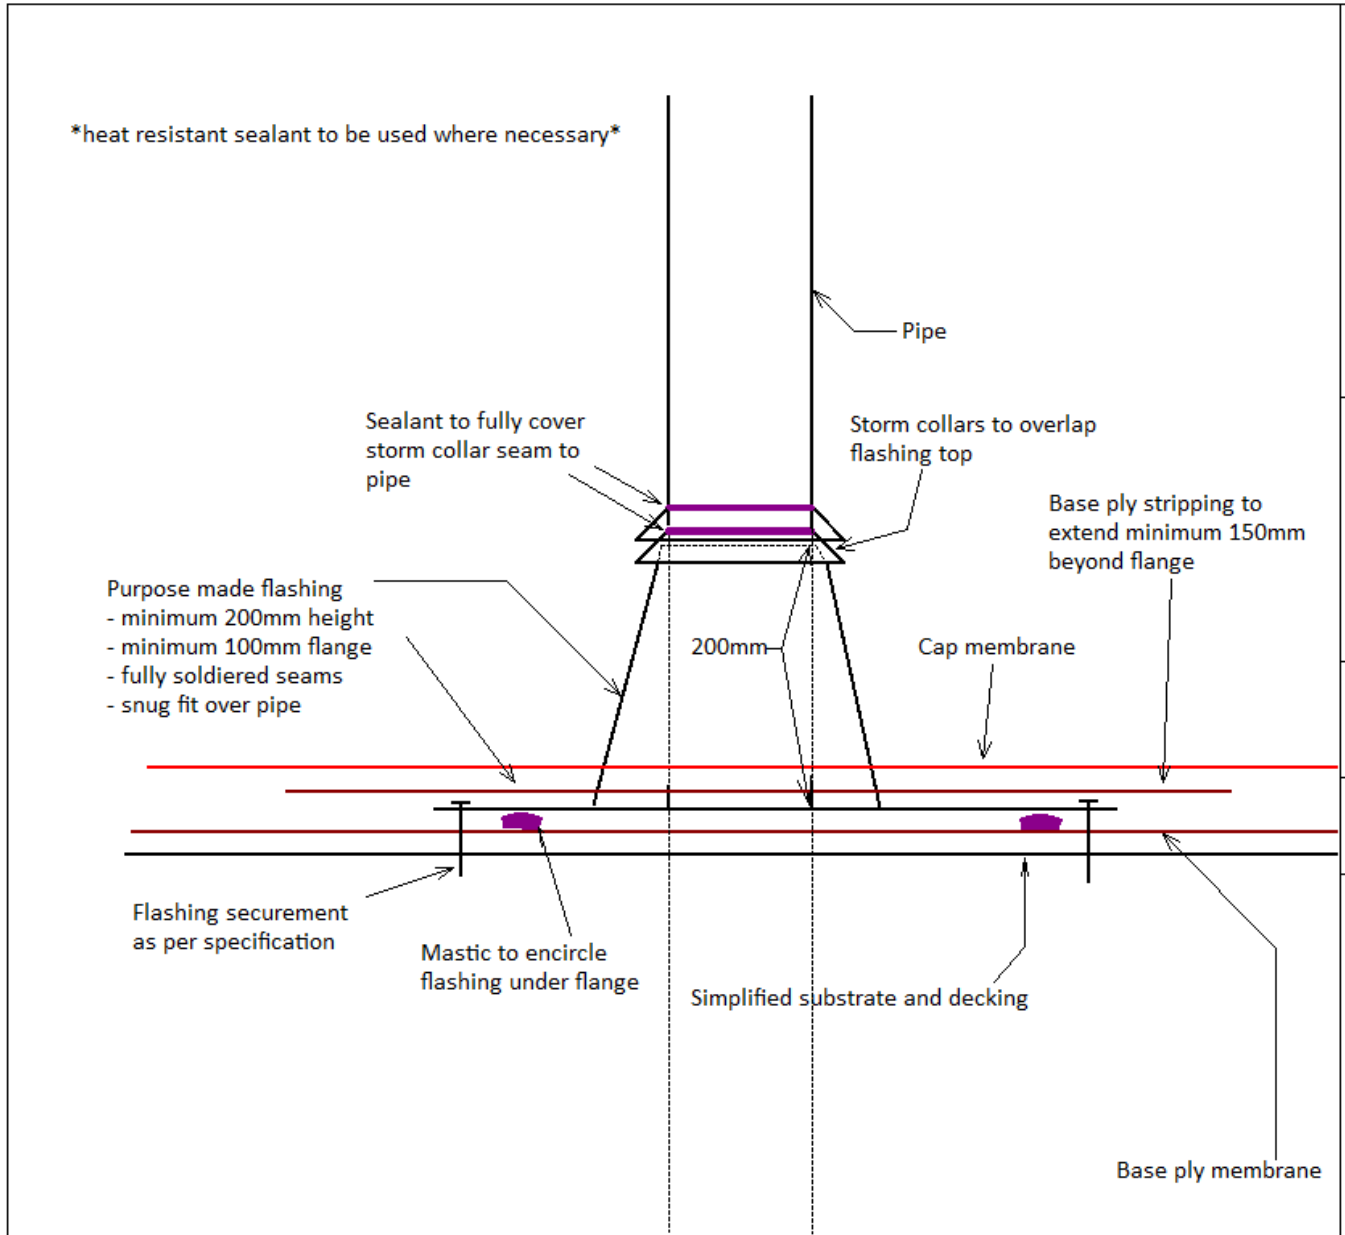 *heat resistant sealant to be used where necessary*
Pipe
Sealant to fully cover
storm collar seam to
pipe
Storm collars to overlap
flashing top
Base ply stripping to
extend minimum 150mm
beyond flange
Purpose made flashing
- minimum 200mm height
- minimum 100mm flange
- fully soldiered seams
- snug fit over pipe
200mm
Cap membrane
Flashing securement
as per specification
Mastic to encircle
flashing under flange
Simplified substrate and decking
Base ply membrane